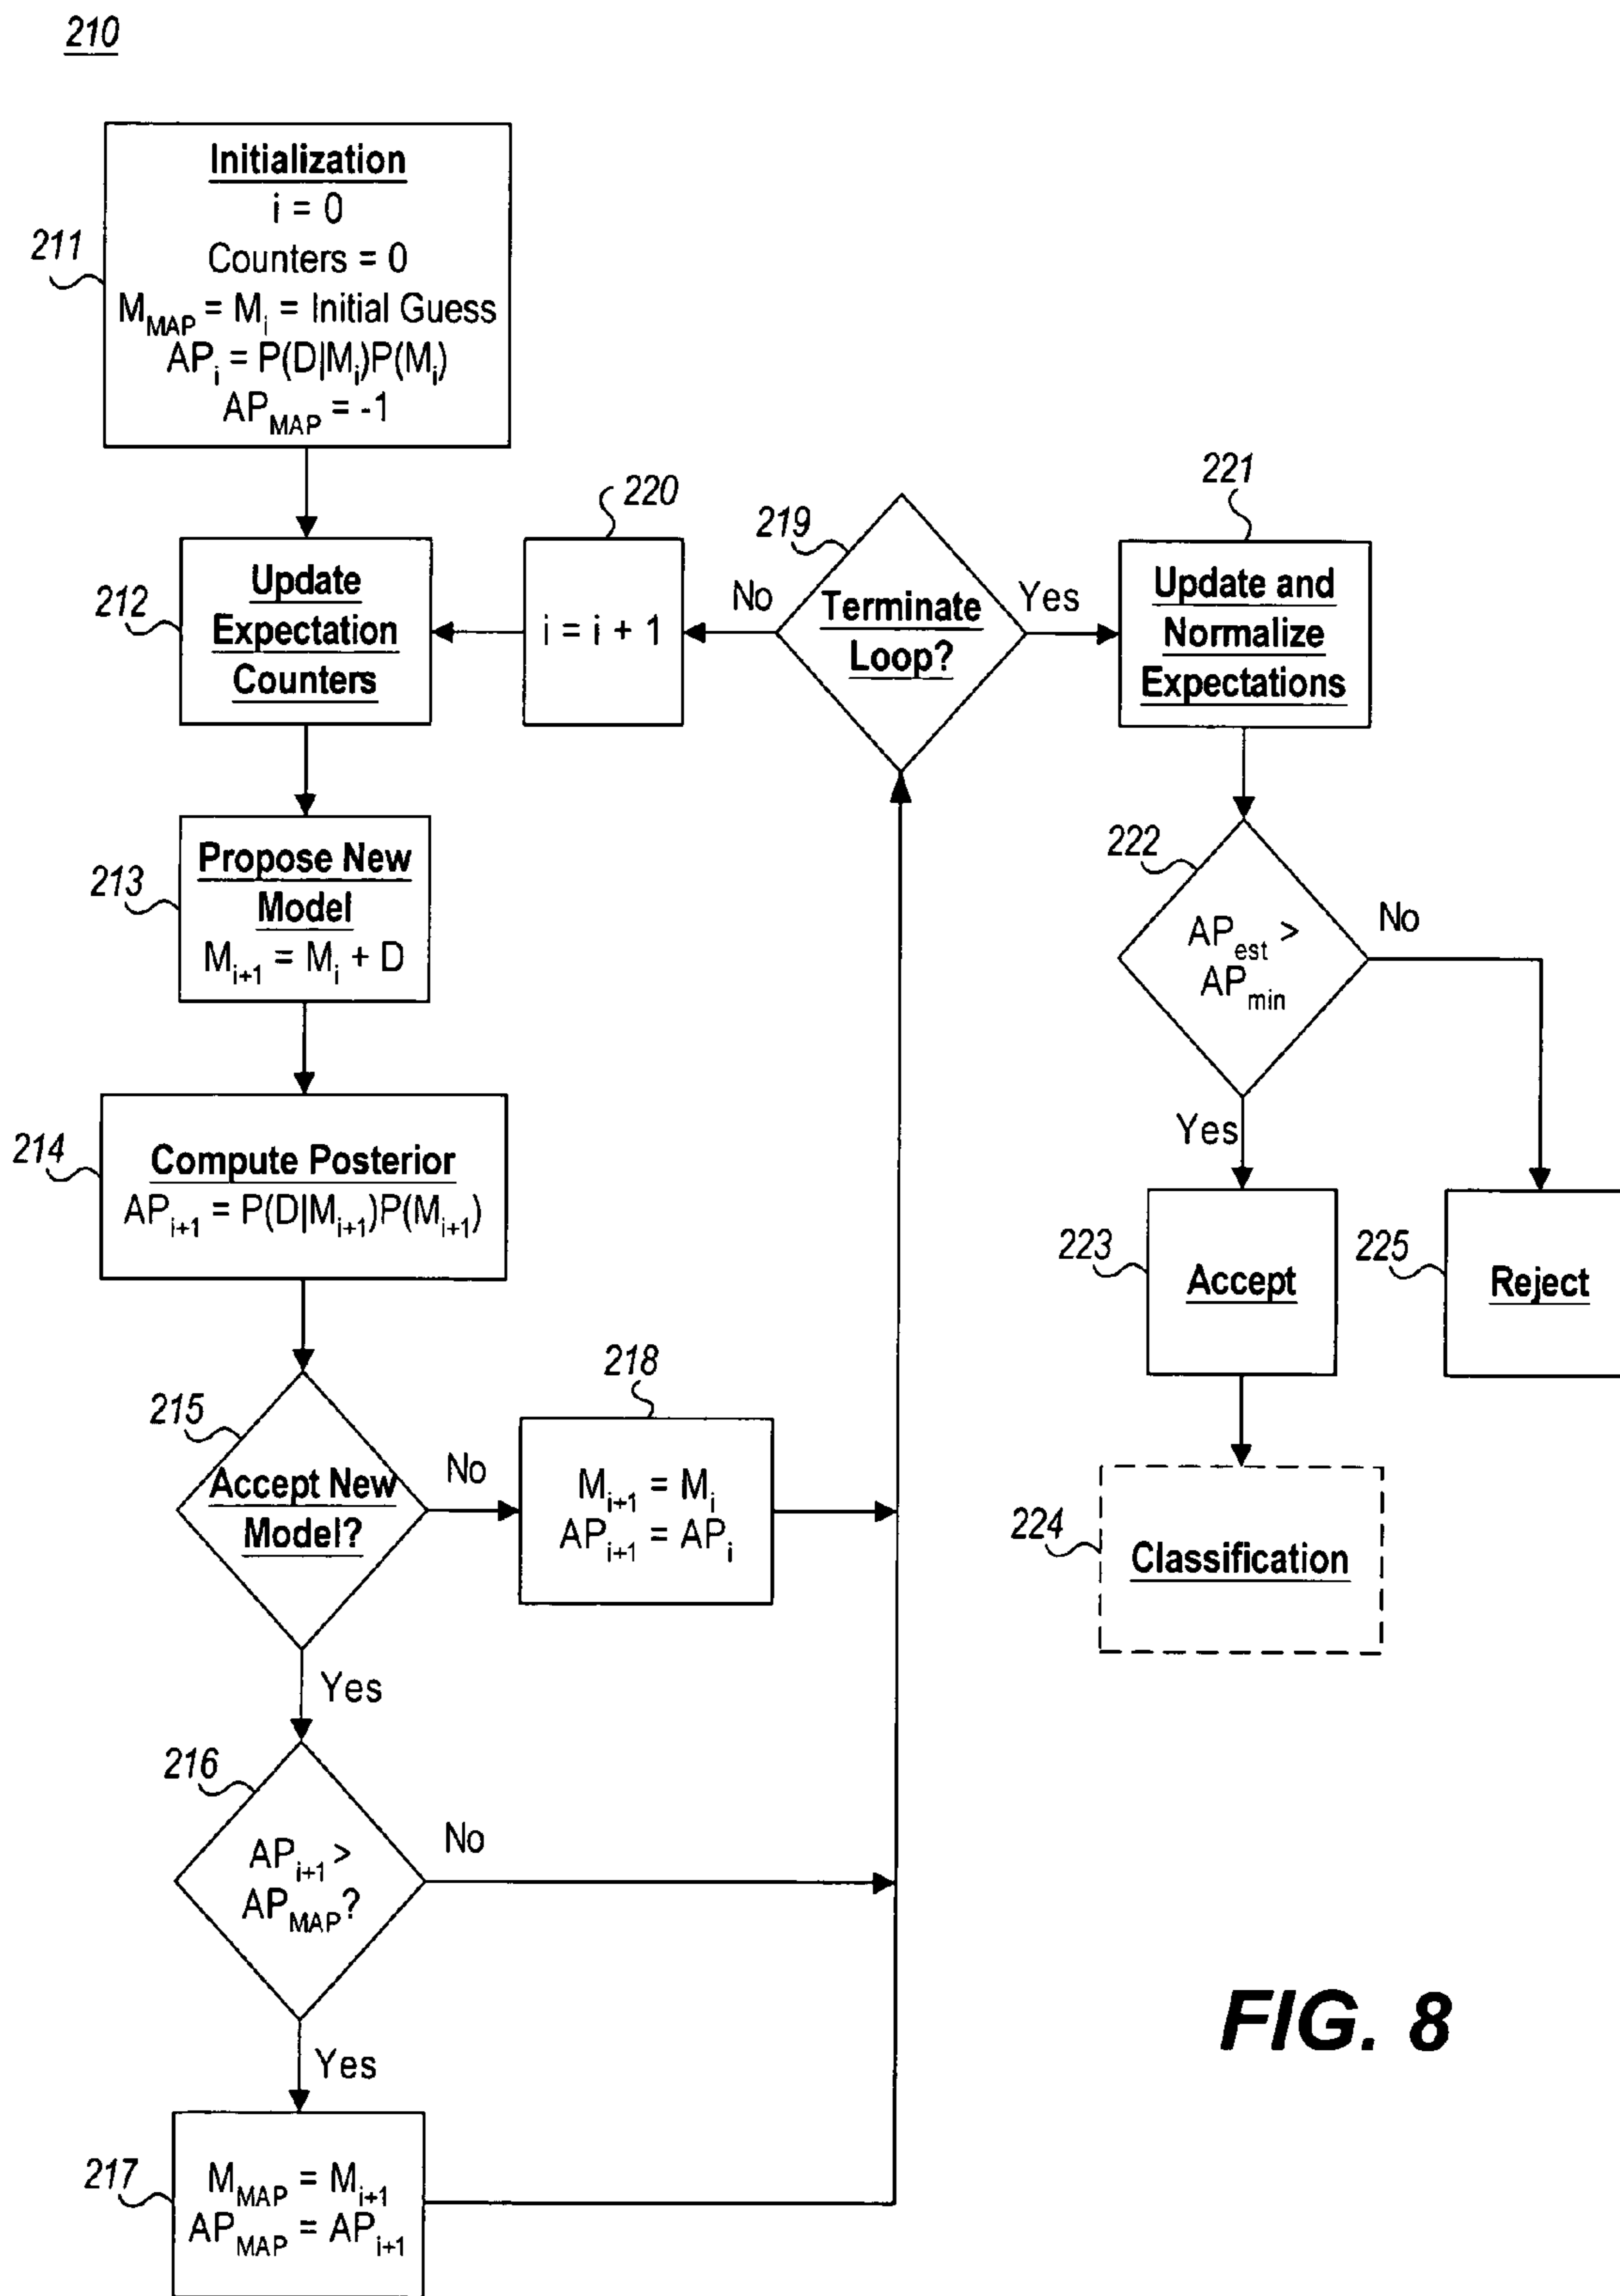 210
211
Initialization
i = 0
Counters = 0
M_MAP = M_i = Initial Guess
AP_i = P(D|M_i)P(M_i)
AP_MAP = -1
212
Update
Expectation
Counters
220
i = i + 1
No
219
Terminate
Loop?
Yes
221
Update and
Normalize
Expectations
213
Propose New
Model
M_i+1 = M_i + D
222
AP_est >
AP_min
No
Yes
214
Compute Posterior
AP_i+1 = P(D|M_i+1)P(M_i+1)
223
Accept
225
Reject
215
Accept New
Model?
No
218
M_i+1 = M_i
AP_i+1 = AP_i
Yes
224
Classification
216
AP_i+1 >
AP_MAP?
No
Yes
217
M_MAP = M_i+1
AP_MAP = AP_i+1
FIG. 8